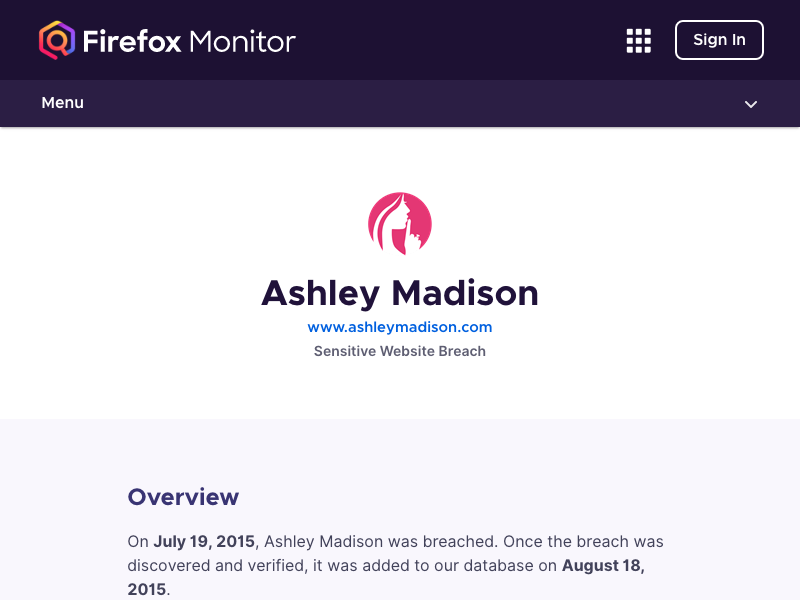 Firefox Monitor
Sign In
Menu
Ashley Madison
www.ashleymadison.com
Sensitive Website Breach
Overview
On July 19, 2015, Ashley Madison was breached. Once the breach was
discovered and verified, it was added to our database on August 18,
2015.